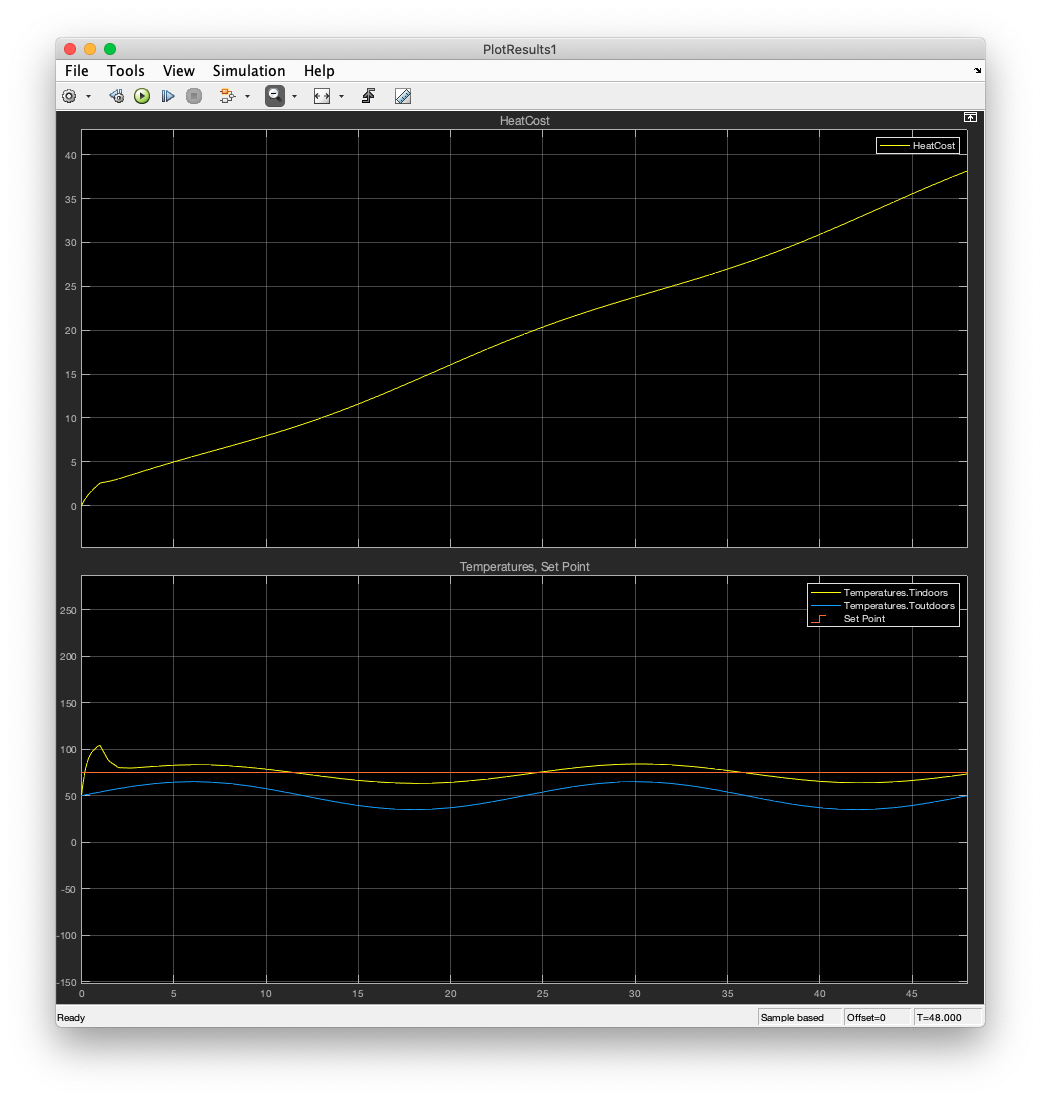 PlotResults1
File Tools View Simulation Help
HeatCost
HeatCost
40
35
30
25
20
15
10
5
0
Temperatures, Set Point
Temperatures.Tindoors
Temperatures.Toutdoors
Set Point
250
200
150
100
50
0
-50
-100
-150
0 5 10 15 20 25 30 35 40 45
Ready Sample based Offset=0 T=48.000